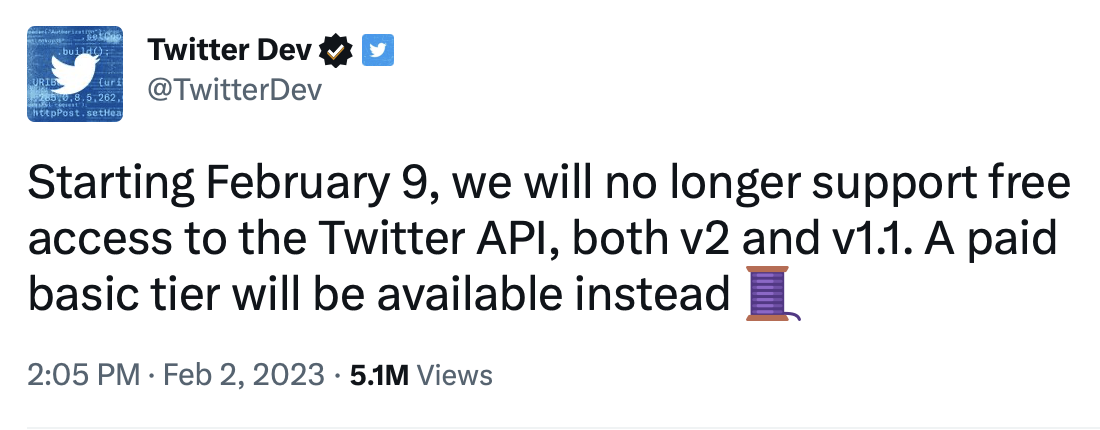 Twitter Dev
@TwitterDev
Starting February 9, we will no longer support free
access to the Twitter API, both v2 and v1.1. A paid
basic tier will be available instead 🧵
2:05 PM · Feb 2, 2023 · 5.1M Views